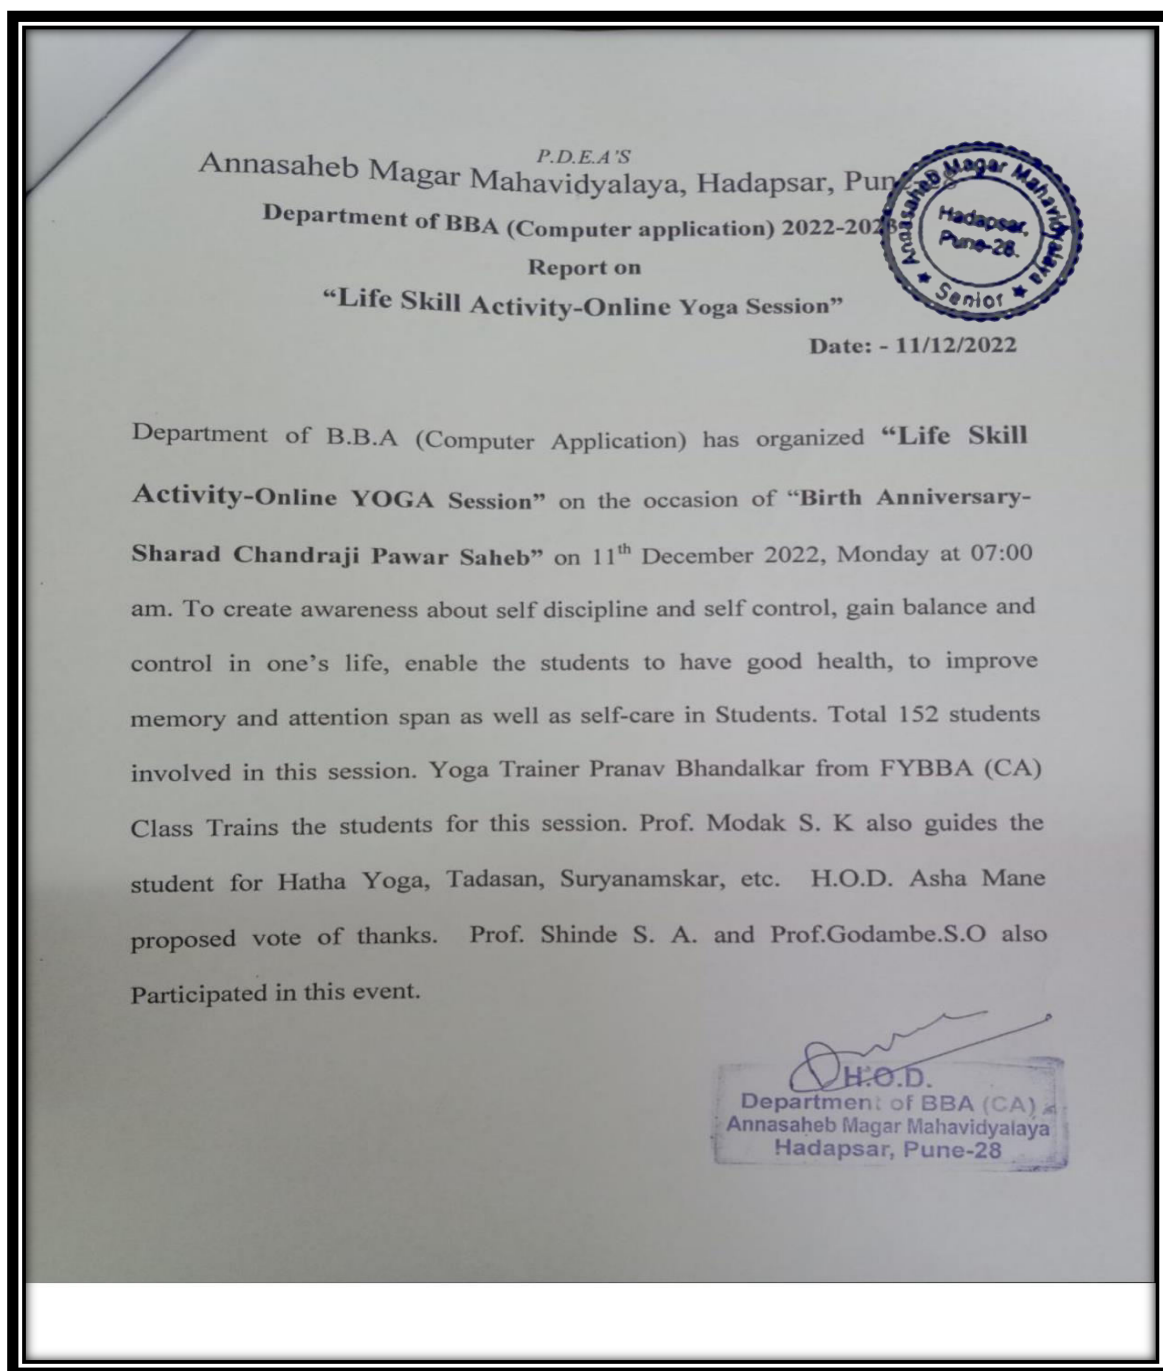 P.D.E.A'S
Annasaheb Magar Mahavidyalaya, Hadapsar, Pune-28
Department of BBA (Computer application) 2022-2023
Report on
“Life Skill Activity-Online Yoga Session”
Date: - 11/12/2022
Annasaheb Magar Mahavidyalaya
Hadapsar,
Pune-28.
★ Senior ★
Department of B.B.A (Computer Application) has organized “Life Skill
Activity-Online YOGA Session” on the occasion of “Birth Anniversary-
Sharad Chandraji Pawar Saheb” on 11th December 2022, Monday at 07:00
am. To create awareness about self discipline and self control, gain balance and
control in one’s life, enable the students to have good health, to improve
memory and attention span as well as self-care in Students. Total 152 students
involved in this session. Yoga Trainer Pranav Bhandalkar from FYBBA (CA)
Class Trains the students for this session. Prof. Modak S. K also guides the
student for Hatha Yoga, Tadasan, Suryanamskar, etc. H.O.D. Asha Mane
proposed vote of thanks. Prof. Shinde S. A. and Prof.Godambe.S.O also
Participated in this event.
H.O.D.
Department of BBA (CA)
Annasaheb Magar Mahavidyalaya
Hadapsar, Pune-28